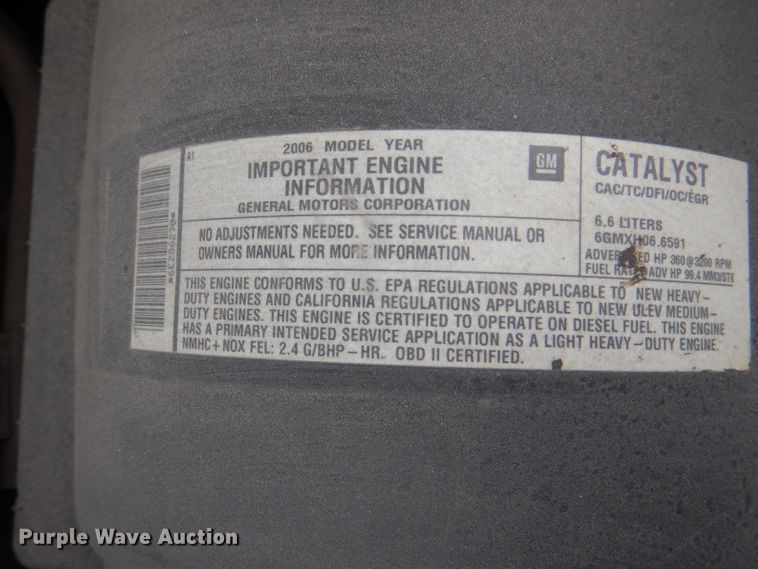 A1
2006 MODEL YEAR
IMPORTANT ENGINE
INFORMATION
GENERAL MOTORS CORPORATION
GM
NO ADJUSTMENTS NEEDED. SEE SERVICE MANUAL OR
OWNERS MANUAL FOR MORE INFORMATION.
CATALYST
CAC/TC/DFI/OC/EGR
6.6 LITERS
6GMXH06.6591
ADVERTISED HP 360 @ 3200 RPM
FUEL RATE @ ADV HP 99.4 MM3/STK
THIS ENGINE CONFORMS TO U.S. EPA REGULATIONS APPLICABLE TO NEW HEAVY-
DUTY ENGINES AND CALIFORNIA REGULATIONS APPLICABLE TO NEW ULEV MEDIUM-
DUTY ENGINES. THIS ENGINE IS CERTIFIED TO OPERATE ON DIESEL FUEL. THIS ENGINE
HAS A PRIMARY INTENDED SERVICE APPLICATION AS A LIGHT HEAVY-DUTY ENGINE.
NMHC+NOX FEL: 2.4 G/BHP-HR. OBD II CERTIFIED.
*6E296270*
Purple Wave Auction